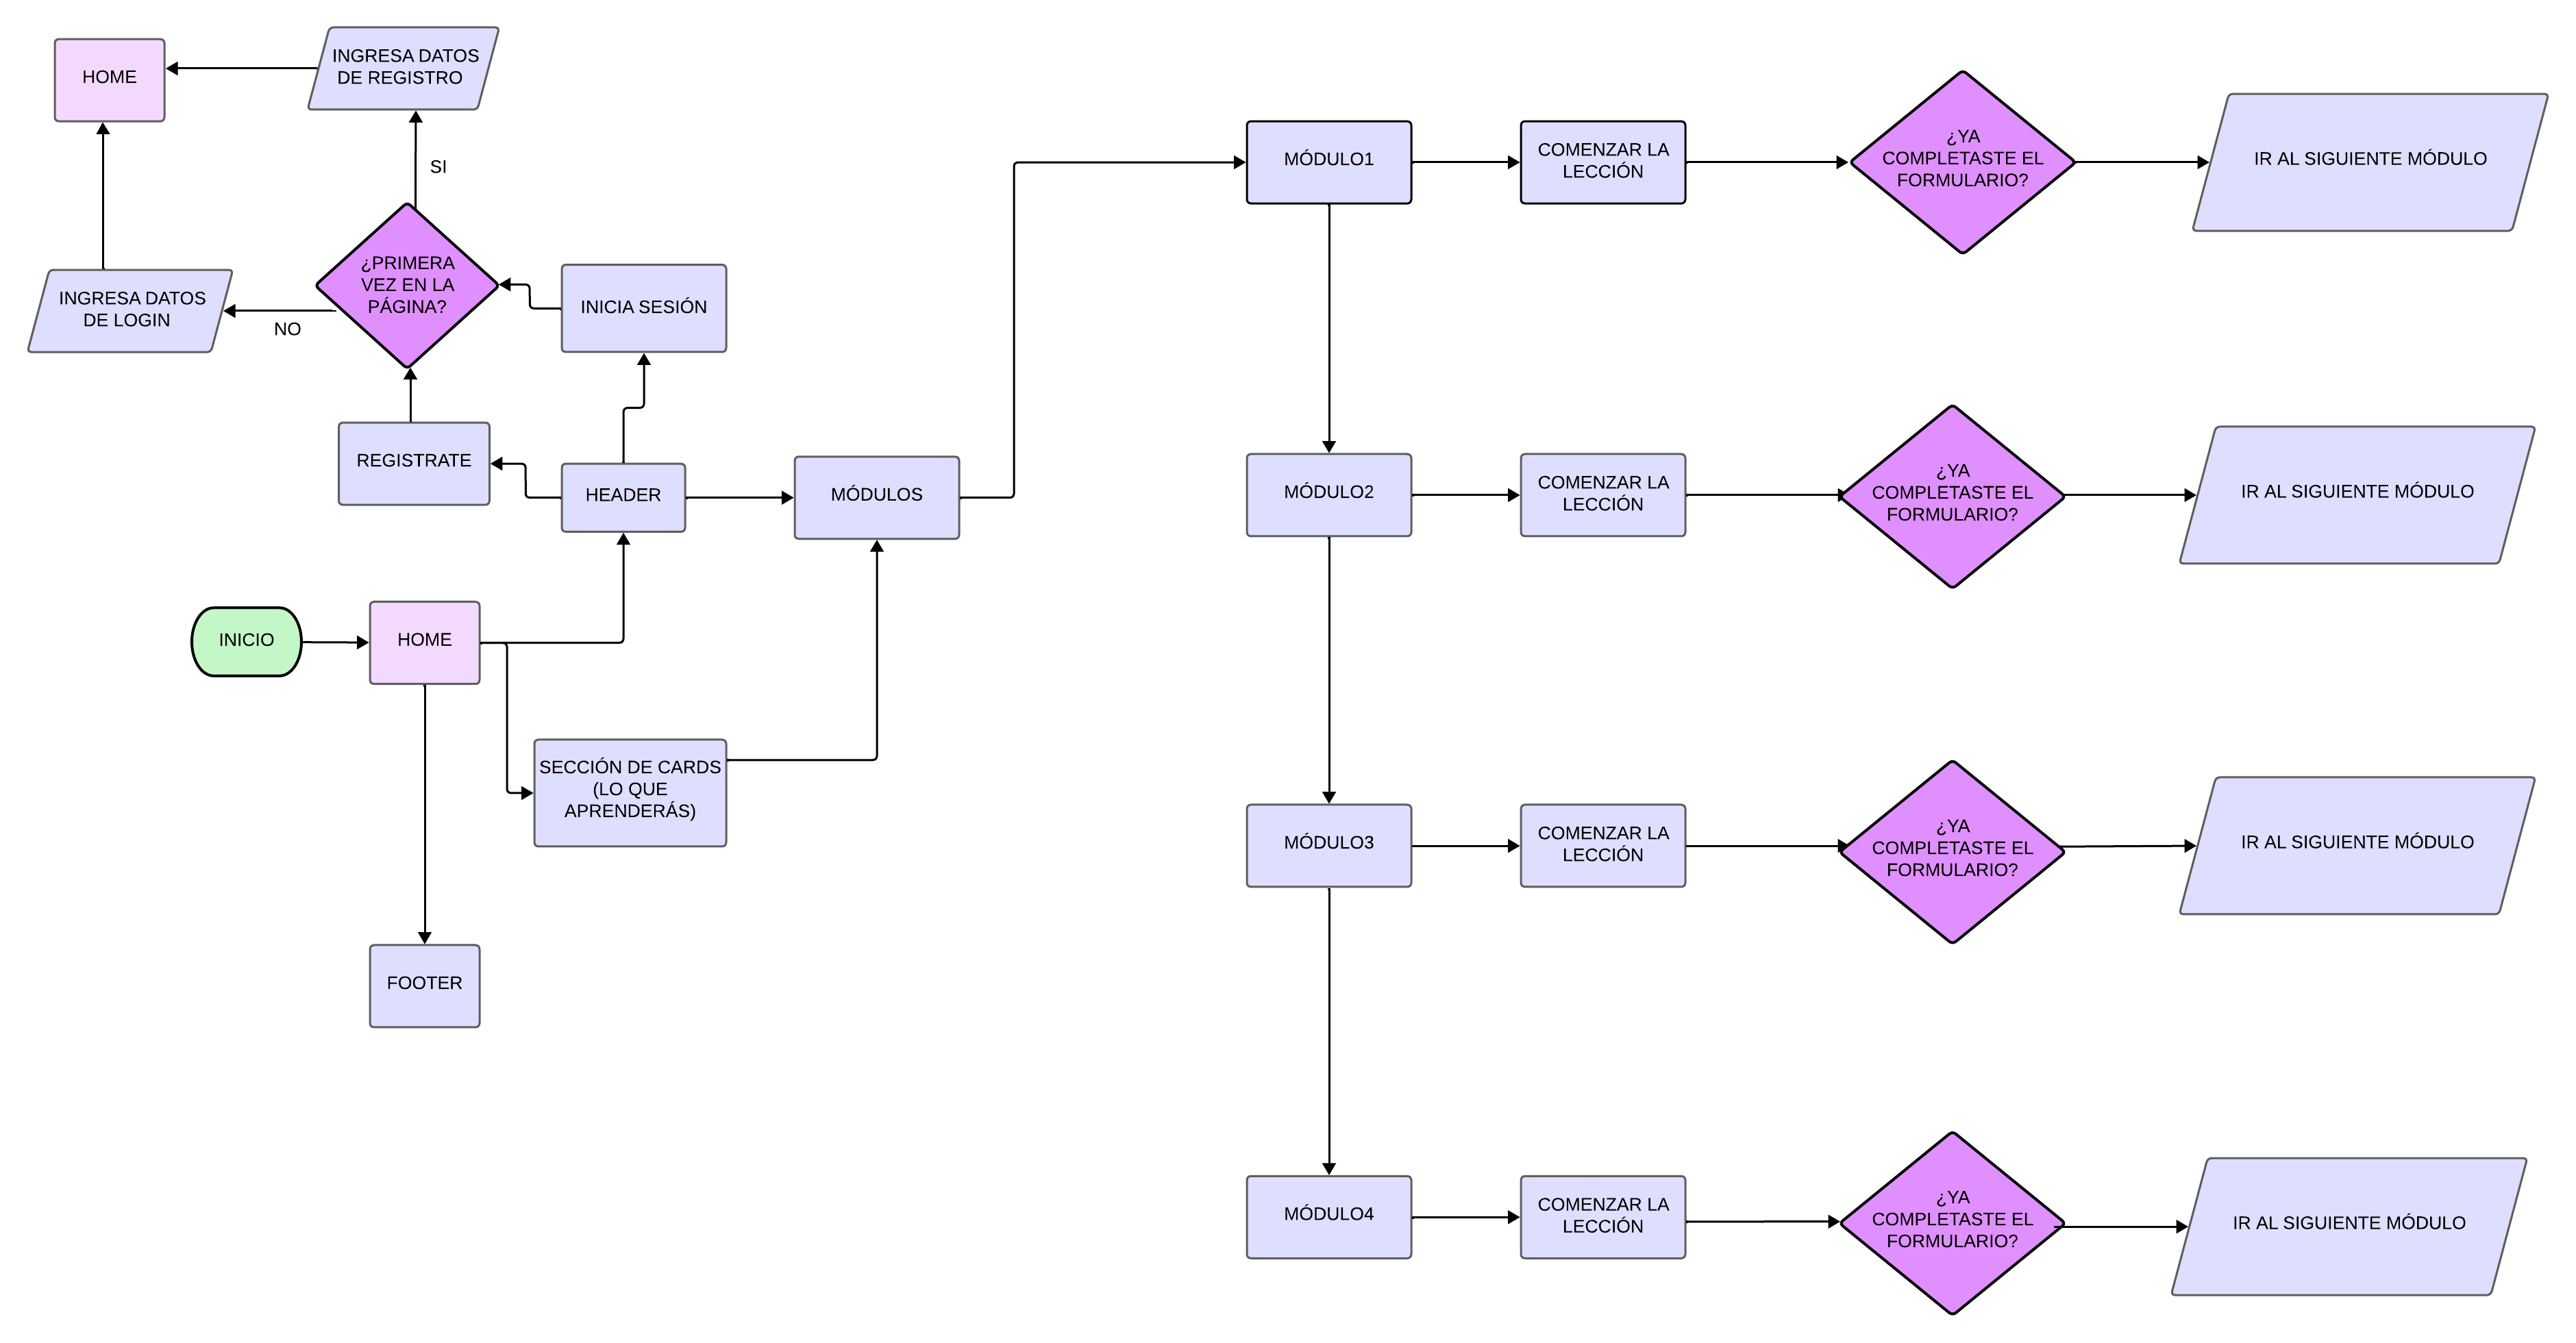 HOME
INGRESA DATOS
DE REGISTRO
SI
¿PRIMERA
VEZ EN LA
PÁGINA?
INGRESA DATOS
DE LOGIN
NO
INICIA SESIÓN
REGISTRATE
HEADER
MÓDULOS
INICIO
HOME
SECCIÓN DE CARDS
(LO QUE
APRENDERÁS)
FOOTER
MÓDULO1
COMENZAR LA
LECCIÓN
¿YA
COMPLETASTE EL
FORMULARIO?
IR AL SIGUIENTE MÓDULO
MÓDULO2
COMENZAR LA
LECCIÓN
¿YA
COMPLETASTE EL
FORMULARIO?
IR AL SIGUIENTE MÓDULO
MÓDULO3
COMENZAR LA
LECCIÓN
¿YA
COMPLETASTE EL
FORMULARIO?
IR AL SIGUIENTE MÓDULO
MÓDULO4
COMENZAR LA
LECCIÓN
¿YA
COMPLETASTE EL
FORMULARIO?
IR AL SIGUIENTE MÓDULO